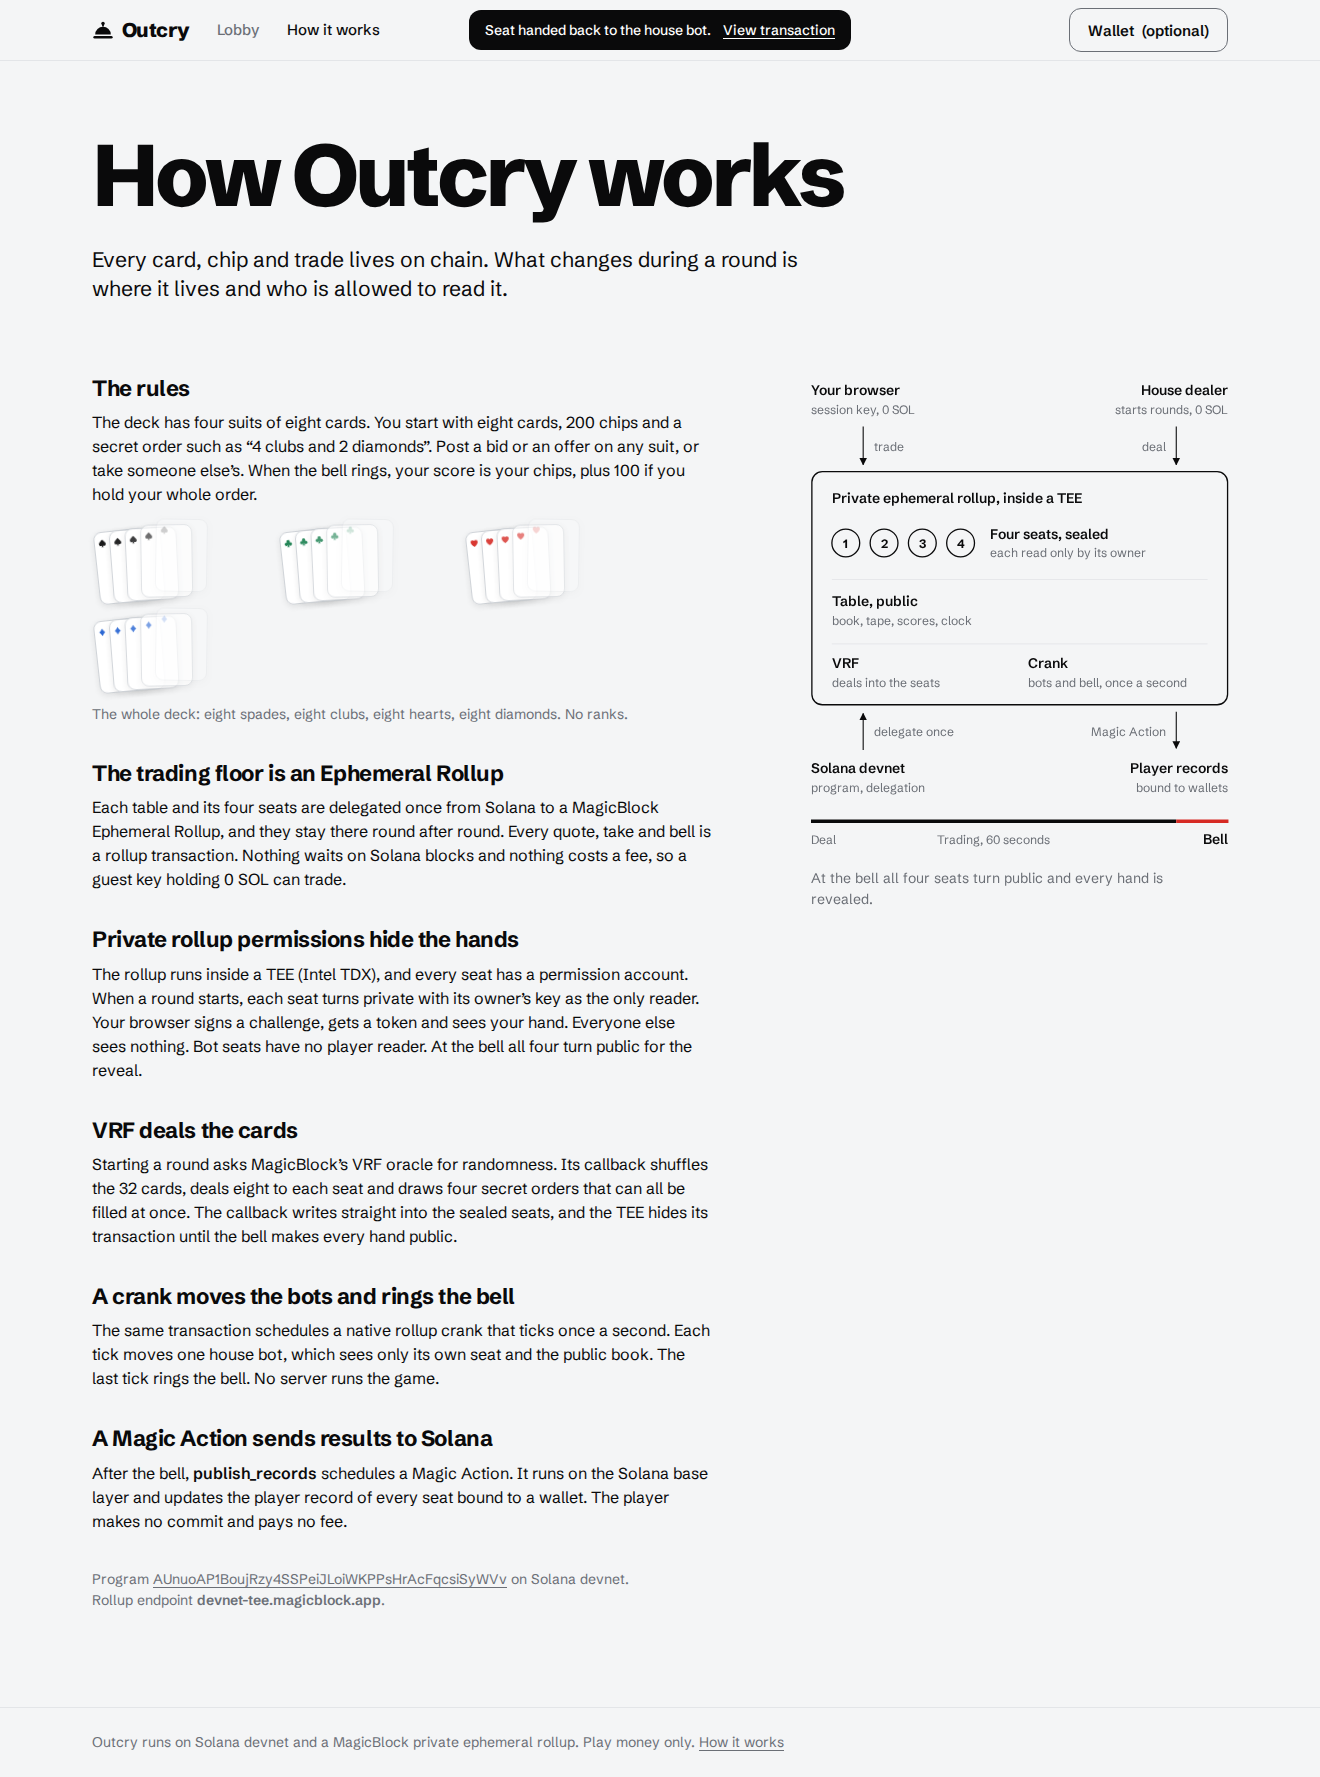 Outcry
Lobby
How it works
Seat handed back to the house bot. View transaction
Wallet (optional)
How Outcry works
Every card, chip and trade lives on chain. What changes during a round is
where it lives and who is allowed to read it.
The rules
The deck has four suits of eight cards. You start with eight cards, 200 chips and a
secret order such as “4 clubs and 2 diamonds”. Post a bid or an offer on any suit, or
take someone else’s. When the bell rings, your score is your chips, plus 100 if you
hold your whole order.
The whole deck: eight spades, eight clubs, eight hearts, eight diamonds. No ranks.
The trading floor is an Ephemeral Rollup
Each table and its four seats are delegated once from Solana to a MagicBlock
Ephemeral Rollup, and they stay there round after round. Every quote, take and bell is
a rollup transaction. Nothing waits on Solana blocks and nothing costs a fee, so a
guest key holding 0 SOL can trade.
Private rollup permissions hide the hands
The rollup runs inside a TEE (Intel TDX), and every seat has a permission account.
When a round starts, each seat turns private with its owner’s key as the only reader.
Your browser signs a challenge, gets a token and sees your hand. Everyone else
sees nothing. Bot seats have no player reader. At the bell all four turn public for the
reveal.
VRF deals the cards
Starting a round asks MagicBlock’s VRF oracle for randomness. Its callback shuffles
the 32 cards, deals eight to each seat and draws four secret orders that can all be
filled at once. The callback writes straight into the sealed seats, and the TEE hides its
transaction until the bell makes every hand public.
A crank moves the bots and rings the bell
The same transaction schedules a native rollup crank that ticks once a second. Each
tick moves one house bot, which sees only its own seat and the public book. The
last tick rings the bell. No server runs the game.
A Magic Action sends results to Solana
After the bell, publish_records schedules a Magic Action. It runs on the Solana base
layer and updates the player record of every seat bound to a wallet. The player
makes no commit and pays no fee.
Program AUnuoAP1BoujRzy4SSPeiJLoiWKPPsHrAcFqcsiSyWVv on Solana devnet.
Rollup endpoint devnet-tee.magicblock.app.
Your browser
session key, 0 SOL
House dealer
starts rounds, 0 SOL
trade
deal
Private ephemeral rollup, inside a TEE
1 2 3 4
Four seats, sealed
each read only by its owner
Table, public
book, tape, scores, clock
VRF
deals into the seats
Crank
bots and bell, once a second
delegate once
Magic Action
Solana devnet
program, delegation
Player records
bound to wallets
Deal
Trading, 60 seconds
Bell
At the bell all four seats turn public and every hand is
revealed.
Outcry runs on Solana devnet and a MagicBlock private ephemeral rollup. Play money only. How it works